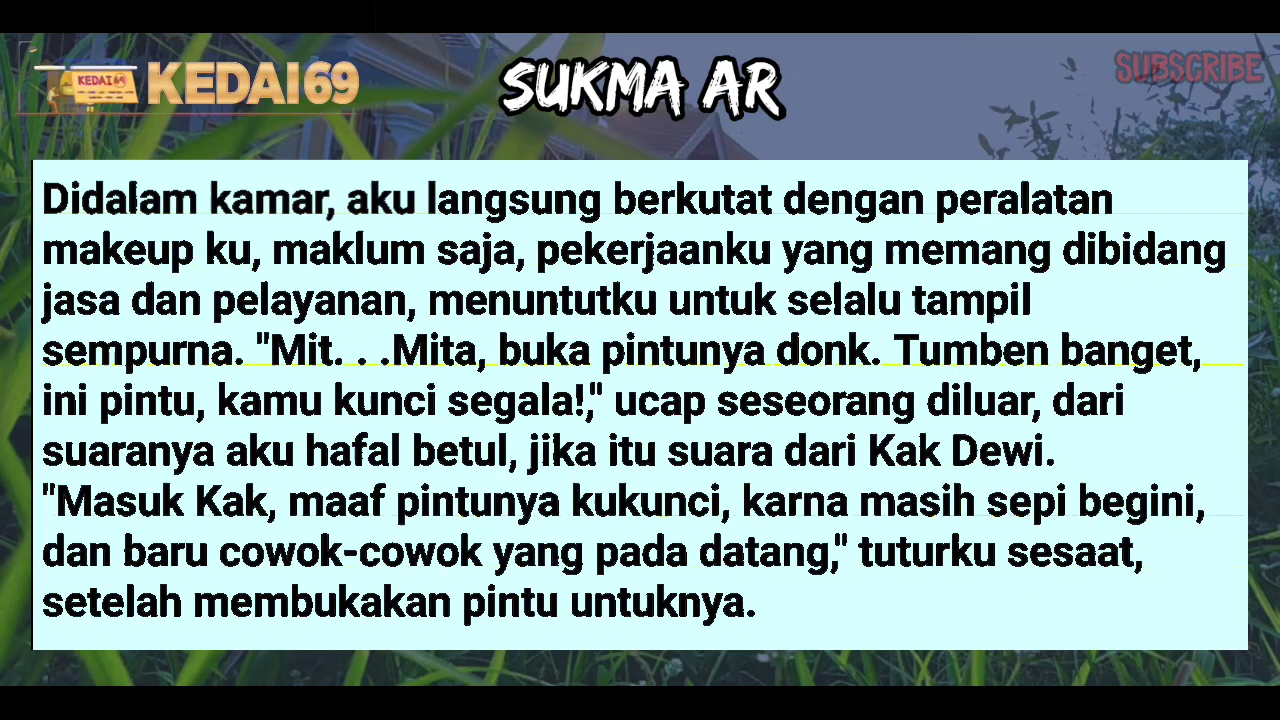 KEDAI69
KEDAI69
SUKMA AR
SUBSCRIBE
Didalam kamar, aku langsung berkutat dengan peralatan
makeup ku, maklum saja, pekerjaanku yang memang dibidang
jasa dan pelayanan, menuntutku untuk selalu tampil
sempurna. "Mit. . .Mita, buka pintunya donk. Tumben banget,
ini pintu, kamu kunci segala!," ucap seseorang diluar, dari
suaranya aku hafal betul, jika itu suara dari Kak Dewi.
"Masuk Kak, maaf pintunya kukunci, karna masih sepi begini,
dan baru cowok-cowok yang pada datang," tuturku sesaat,
setelah membukakan pintu untuknya.